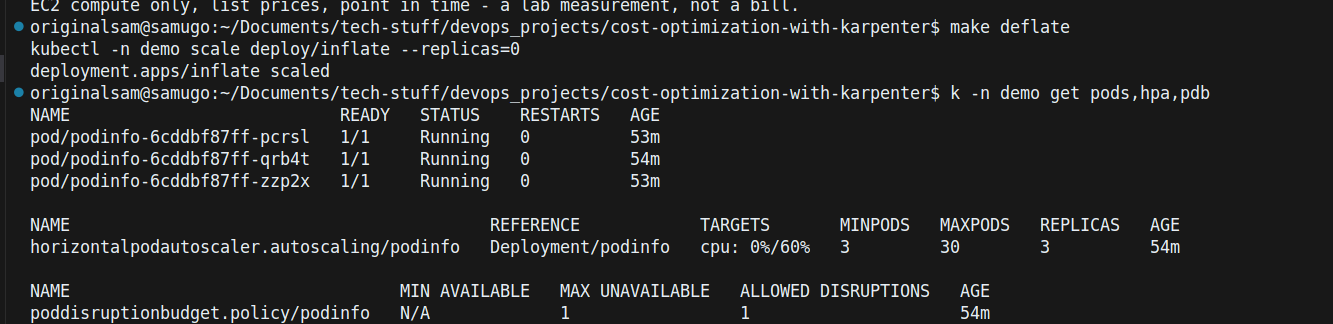 EC2 compute only, list prices, point in time - a lab measurement, not a bill.
originalsam@samugo:~/Documents/tech-stuff/devops_projects/cost-optimization-with-karpenter$ make deflate
kubectl -n demo scale deploy/inflate --replicas=0
deployment.apps/inflate scaled
originalsam@samugo:~/Documents/tech-stuff/devops_projects/cost-optimization-with-karpenter$ k -n demo get pods,hpa,pdb
NAME                           READY   STATUS    RESTARTS   AGE
pod/podinfo-6cddbf87ff-pcrsl   1/1     Running   0          53m
pod/podinfo-6cddbf87ff-qrb4t   1/1     Running   0          54m
pod/podinfo-6cddbf87ff-zzp2x   1/1     Running   0          53m

NAME                                          REFERENCE            TARGETS       MINPODS   MAXPODS   REPLICAS   AGE
horizontalpodautoscaler.autoscaling/podinfo   Deployment/podinfo   cpu: 0%/60%   3         30        3          54m

NAME                                 MIN AVAILABLE   MAX UNAVAILABLE   ALLOWED DISRUPTIONS   AGE
poddisruptionbudget.policy/podinfo   N/A             1                 1                     54m